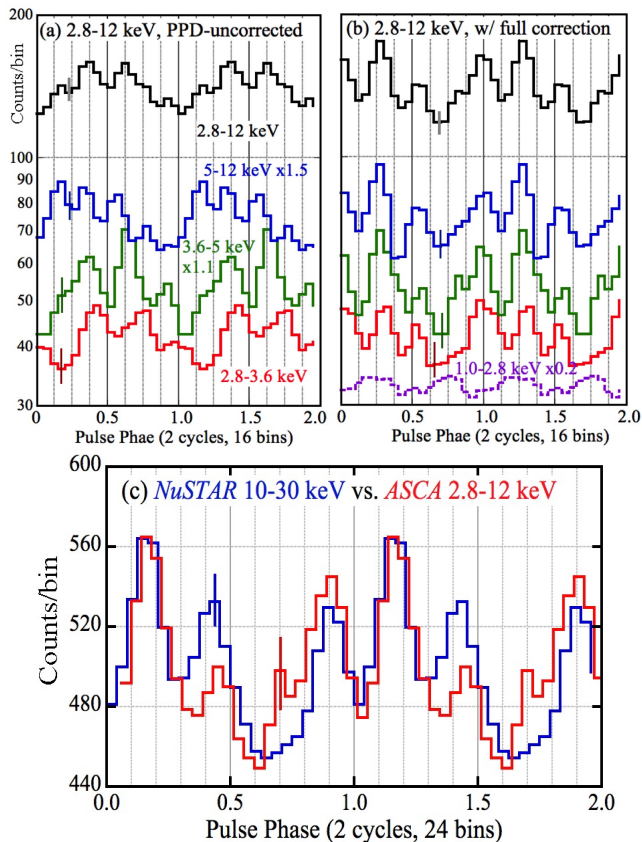 200
(a) 2.8-12 keV, PPD-uncorrected
(b) 2.8-12 keV, w/ full correction
Counts/bin
2.8-12 keV
100
90
5-12 keV x1.5
80
70
3.6-5 keV
x1.1
60
50
40
2.8-3.6 keV
1.0-2.8 keV x0.2
30
0 0.5 1.0 1.5 2.0
0 0.5 1.0 1.5 2.0
Pulse Phae (2 cycles, 16 bins)
Pulse Phase (2 cycles, 16 bins)
600
(c) NuSTAR 10-30 keV vs. ASCA 2.8-12 keV
560
520
Counts/bin
480
440
0.0 0.5 1.0 1.5 2.0
Pulse Phase (2 cycles, 24 bins)